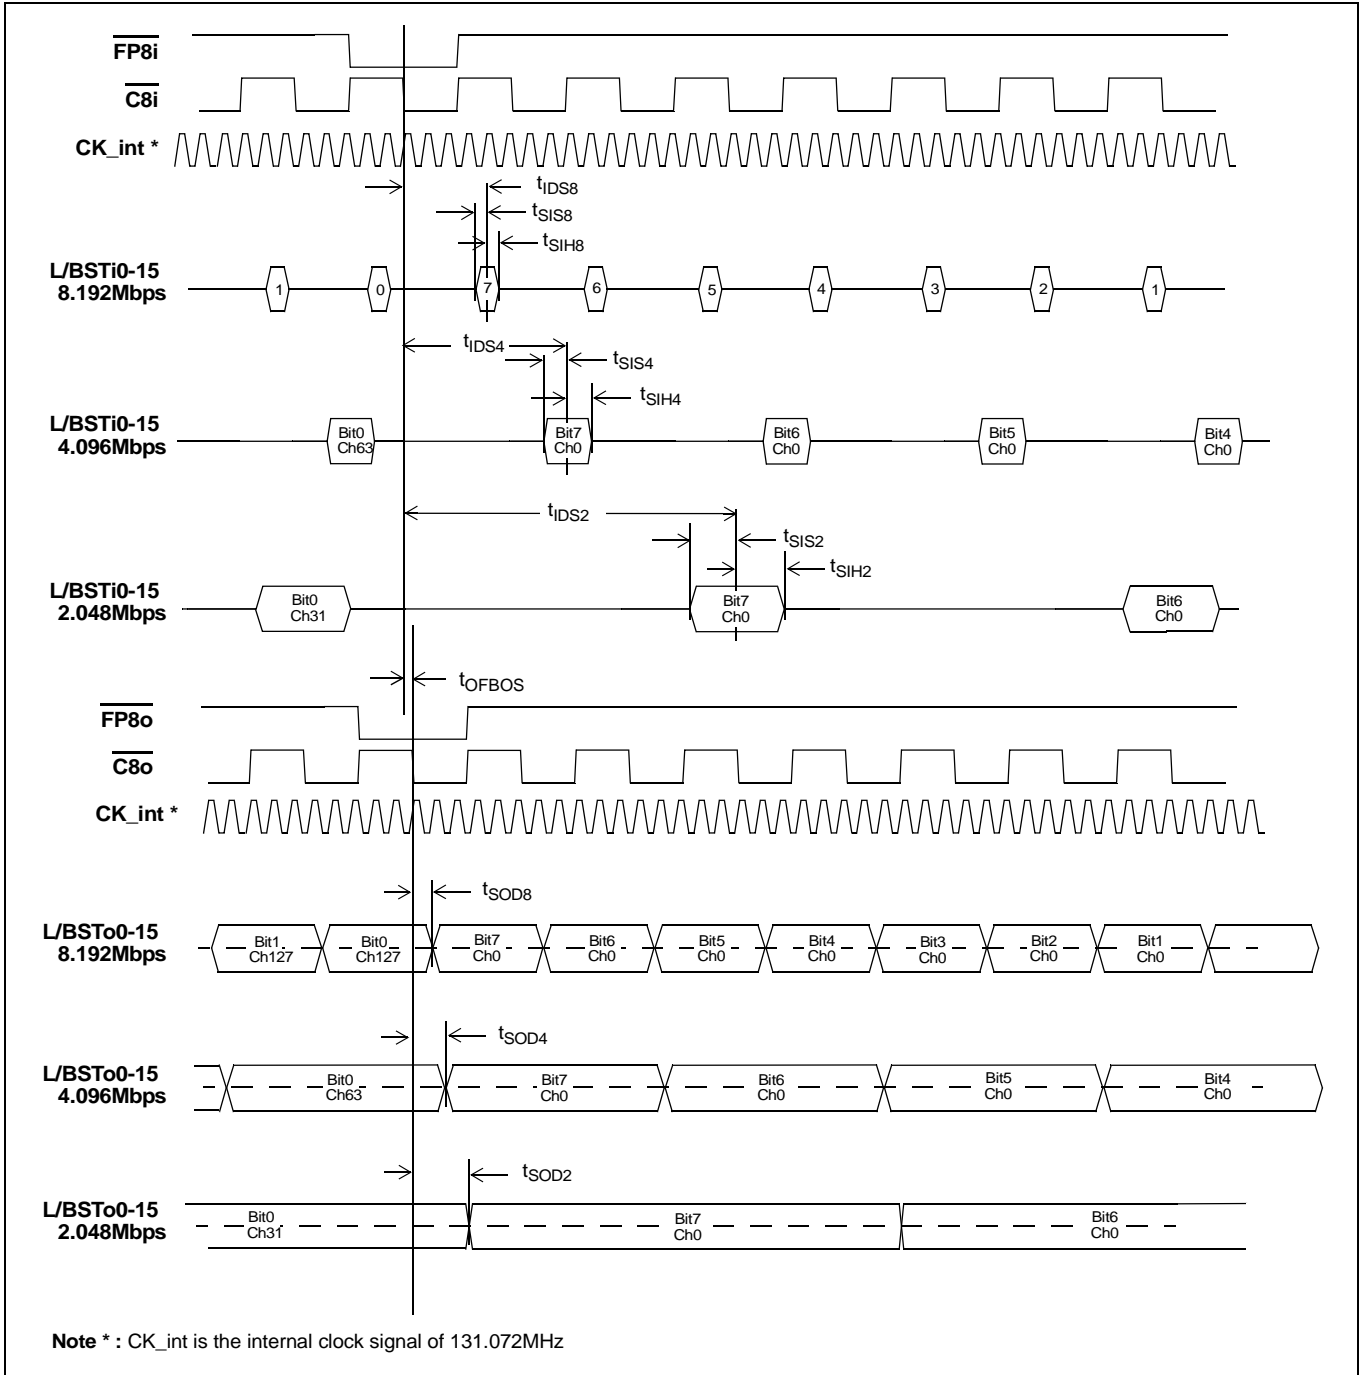 FP8i
C8i
CK_int *
tIDS8
tSIS8
tSIH8
L/BSTi0-15
8.192Mbps
1 0 7 6 5 4 3 2 1
tIDS4
tSIS4
tSIH4
L/BSTi0-15
4.096Mbps
Bit0 Bit7 Bit6 Bit5 Bit4
Ch63 Ch0 Ch0 Ch0 Ch0
tIDS2
tSIS2
tSIH2
L/BSTi0-15
2.048Mbps
Bit0 Bit7 Bit6
Ch31 Ch0 Ch0
tOFBOS
FP8o
C8o
CK_int *
tSOD8
L/BSTo0-15
8.192Mbps
Bit1 Bit0 Bit7 Bit6 Bit5 Bit4 Bit3 Bit2 Bit1
Ch127 Ch127 Ch0 Ch0 Ch0 Ch0 Ch0 Ch0 Ch0
tSOD4
L/BSTo0-15
4.096Mbps
Bit0 Bit7 Bit6 Bit5 Bit4
Ch63 Ch0 Ch0 Ch0 Ch0
tSOD2
L/BSTo0-15
2.048Mbps
Bit0 Bit7 Bit6
Ch31 Ch0 Ch0
Note * : CK_int is the internal clock signal of 131.072MHz